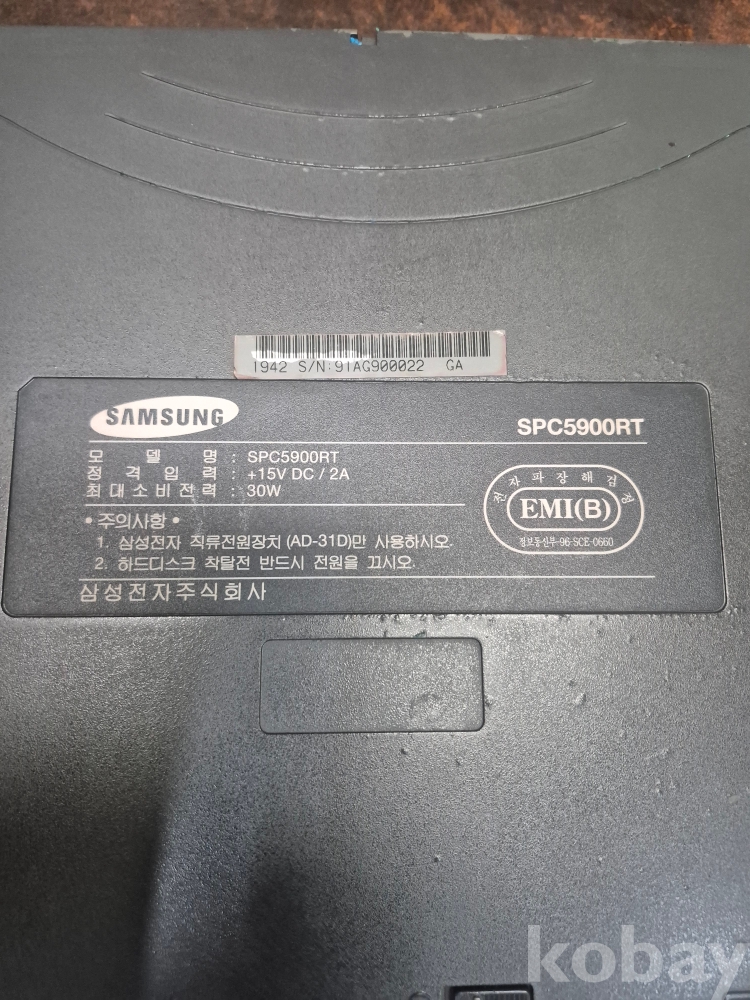 1942 S/N:91AG900022 GA
SAMSUNG
SPC5900RT
모 델 명 : SPC5900RT
정 격 입 력 : +15V DC / 2A
최 대 소 비 전 력 : 30W
전자파장해검정
EMI(B)
정보통신부·96·SCE·0660
• 주의사항 •
1. 삼성전자 직류전원장치 (AD-31D)만 사용하시오.
2. 하드디스크 착탈전 반드시 전원을 끄시오.
삼성전자주식회사
kobay